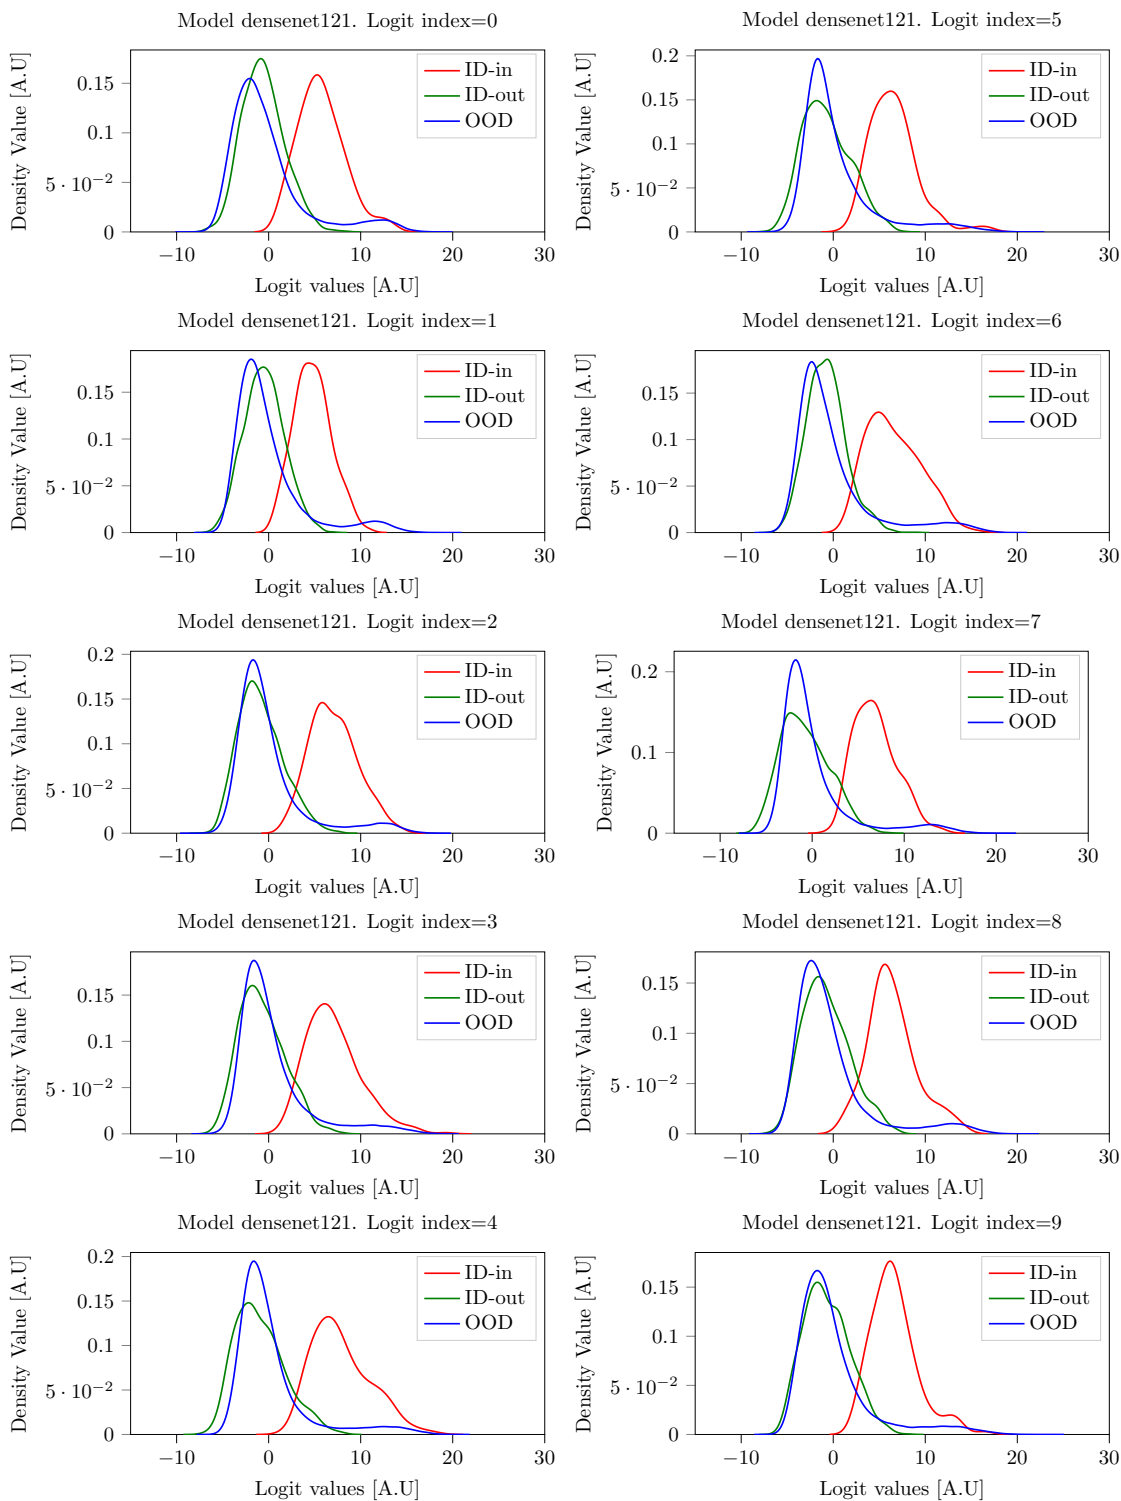 Model densenet121. Logit index=0
Density Value [A.U]
0.15
0.1
5 · 10⁻²
0
−10 0 10 20 30
Logit values [A.U]
ID-in
ID-out
OOD
Model densenet121. Logit index=5
Density Value [A.U]
0.2
0.15
0.1
5 · 10⁻²
0
−10 0 10 20 30
Logit values [A.U]
ID-in
ID-out
OOD
Model densenet121. Logit index=1
Density Value [A.U]
0.15
0.1
5 · 10⁻²
0
−10 0 10 20 30
Logit values [A.U]
ID-in
ID-out
OOD
Model densenet121. Logit index=6
Density Value [A.U]
0.15
0.1
5 · 10⁻²
0
−10 0 10 20 30
Logit values [A.U]
ID-in
ID-out
OOD
Model densenet121. Logit index=2
Density Value [A.U]
0.2
0.15
0.1
5 · 10⁻²
0
−10 0 10 20 30
Logit values [A.U]
ID-in
ID-out
OOD
Model densenet121. Logit index=7
Density Value [A.U]
0.2
0.1
0
−10 0 10 20 30
Logit values [A.U]
ID-in
ID-out
OOD
Model densenet121. Logit index=3
Density Value [A.U]
0.15
0.1
5 · 10⁻²
0
−10 0 10 20 30
Logit values [A.U]
ID-in
ID-out
OOD
Model densenet121. Logit index=8
Density Value [A.U]
0.15
0.1
5 · 10⁻²
0
−10 0 10 20 30
Logit values [A.U]
ID-in
ID-out
OOD
Model densenet121. Logit index=4
Density Value [A.U]
0.2
0.15
0.1
5 · 10⁻²
0
−10 0 10 20 30
Logit values [A.U]
ID-in
ID-out
OOD
Model densenet121. Logit index=9
Density Value [A.U]
0.15
0.1
5 · 10⁻²
0
−10 0 10 20 30
Logit values [A.U]
ID-in
ID-out
OOD